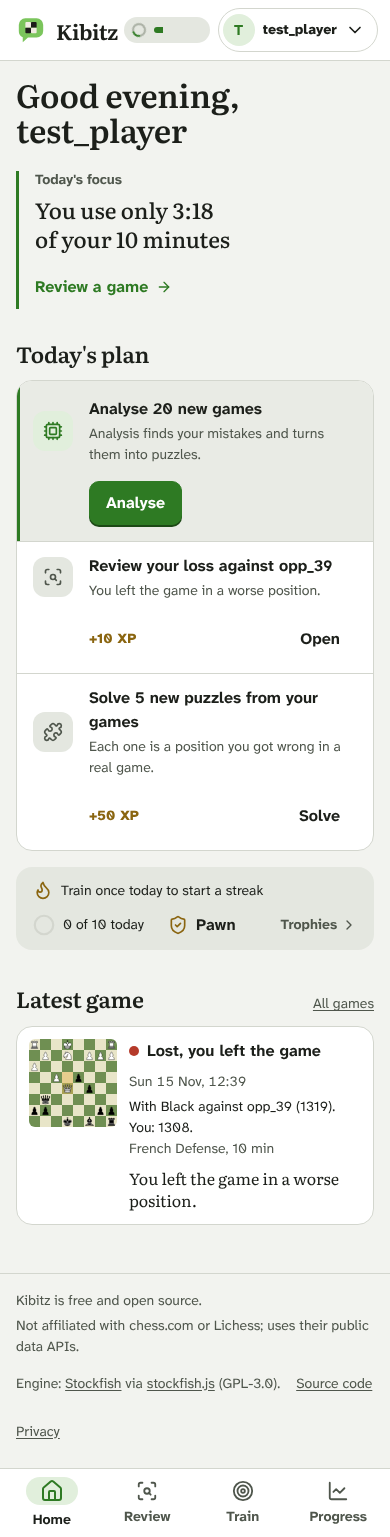 Kibitz
T
test_player
Good evening,
test_player
Today's focus
You use only 3:18
of your 10 minutes
Review a game
Today's plan
Analyse 20 new games
Analysis finds your mistakes and turns
them into puzzles.
Analyse
Review your loss against opp_39
You left the game in a worse position.
+10 XP
Open
Solve 5 new puzzles from your
games
Each one is a position you got wrong in a
real game.
+50 XP
Solve
Train once today to start a streak
0 of 10 today
Pawn
Trophies
Latest game
All games
Lost, you left the game
Sun 15 Nov, 12:39
With Black against opp_39 (1319).
You: 1308.
French Defense, 10 min
You left the game in a worse
position.
Kibitz is free and open source.
Not affiliated with chess.com or Lichess; uses their public
data APIs.
Engine: Stockfish via stockfish.js (GPL-3.0).
Source code
Privacy
Home
Review
Train
Progress